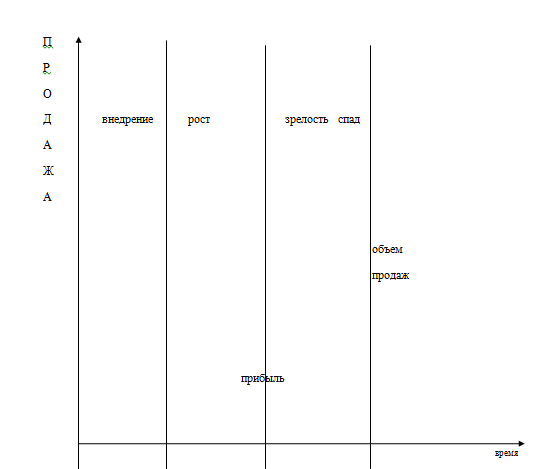 П
Р
О
Д
А
Ж
А
внедрение рост зрелость спад
объем
продаж
прибыль
время